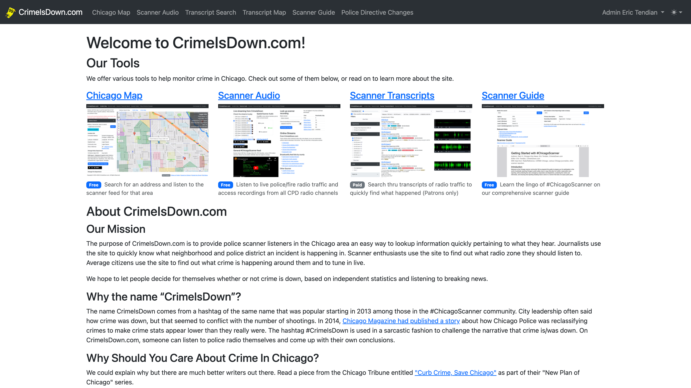 CrimeIsDown.com Chicago Map Scanner Audio Transcript Search Transcript Map Scanner Guide Police Directive Changes Admin Eric Tendian
Welcome to CrimeIsDown.com!
Our Tools
We offer various tools to help monitor crime in Chicago. Check out some of them below, or read on to learn more about the site.
Chicago Map
Scanner Audio
Scanner Transcripts
Scanner Guide
Getting Started with #ChicagoScanner
Free Search for an address and listen to the
scanner feed for that area
Free Listen to live police/fire radio traffic and
access recordings from all CPD radio channels
Paid Search thru transcripts of radio traffic to
quickly find what happened (Patrons only)
Free Learn the lingo of #ChicagoScanner on
our comprehensive scanner guide
About CrimeIsDown.com
Our Mission
The purpose of CrimeIsDown.com is to provide police scanner listeners in the Chicago area an easy way to lookup information quickly pertaining to what they hear. Journalists use
the site to quickly know what neighborhood and police district an incident is happening in. Scanner enthusiasts use the site to find out what radio zone they should listen to.
Average citizens use the site to find out what crime is happening around them and to tune in live.
We hope to let people decide for themselves whether or not crime is down, based on independent statistics and listening to breaking news.
Why the name “CrimeIsDown”?
The name CrimeIsDown comes from a hashtag of the same name that was popular starting in 2013 among those in the #ChicagoScanner community. City leadership often said
how crime was down, but that seemed to conflict with the number of shootings. In 2014, Chicago Magazine had published a story about how Chicago Police was reclassifying
crimes to make crime stats appear lower than they really were. The hashtag #CrimeIsDown is used in a sarcastic fashion to challenge the narrative that crime is/was down. On
CrimeIsDown.com, someone can listen to police radio themselves and come up with their own conclusions.
Why Should You Care About Crime In Chicago?
We could explain why but there are much better writers out there. Read a piece from the Chicago Tribune entitled "Curb Crime, Save Chicago" as part of their "New Plan of
Chicago" series.